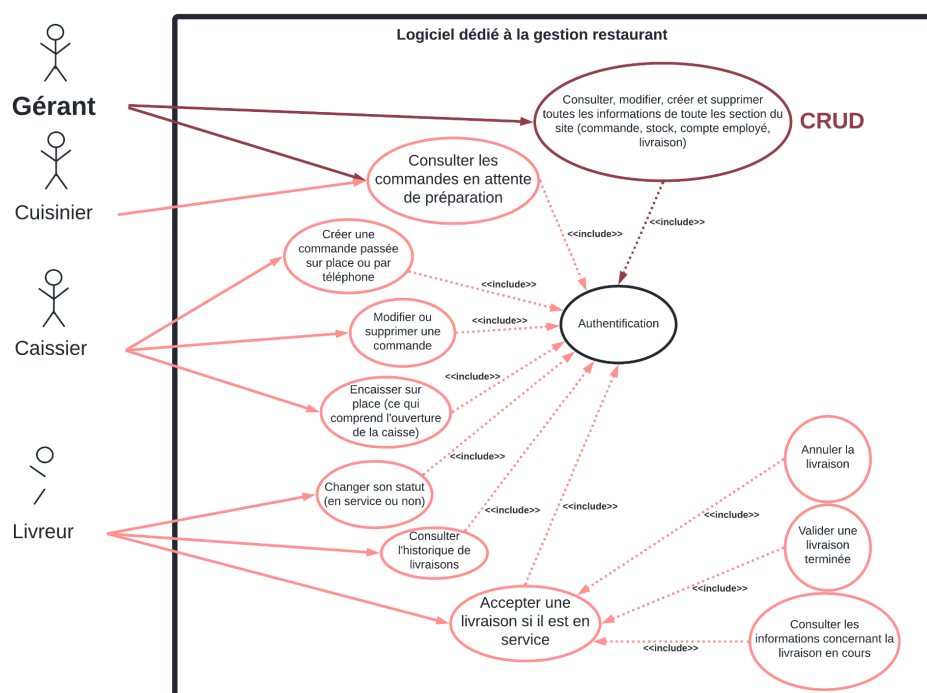 Logiciel dédié à la gestion restaurant
Gérant
Consulter, modifier, créer et supprimer
toutes les informations de toute les section du
site (commande, stock, compte employé,
livraison)
CRUD
Consulter les
commandes en attente
de préparation
Cuisinier
<<include>>
<<include>>
Créer une
commande passée
sur place ou par
téléphone
<<include>>
Authentification
Modifier ou
supprimer une
commande
<<include>>
Caissier
Encaisser sur
place (ce qui
comprend l'ouverture
de la caisse)
<<include>>
Changer son statut
(en service ou non)
<<include>>
Livreur
Consulter
l'historique de
livraisons
<<include>>
<<include>>
Annuler la
livraison
<<include>>
Valider une
livraison
terminée
<<include>>
Accepter une
livraison si il est en
service
Consulter les
informations concernant la
livraison en cours
<<include>>